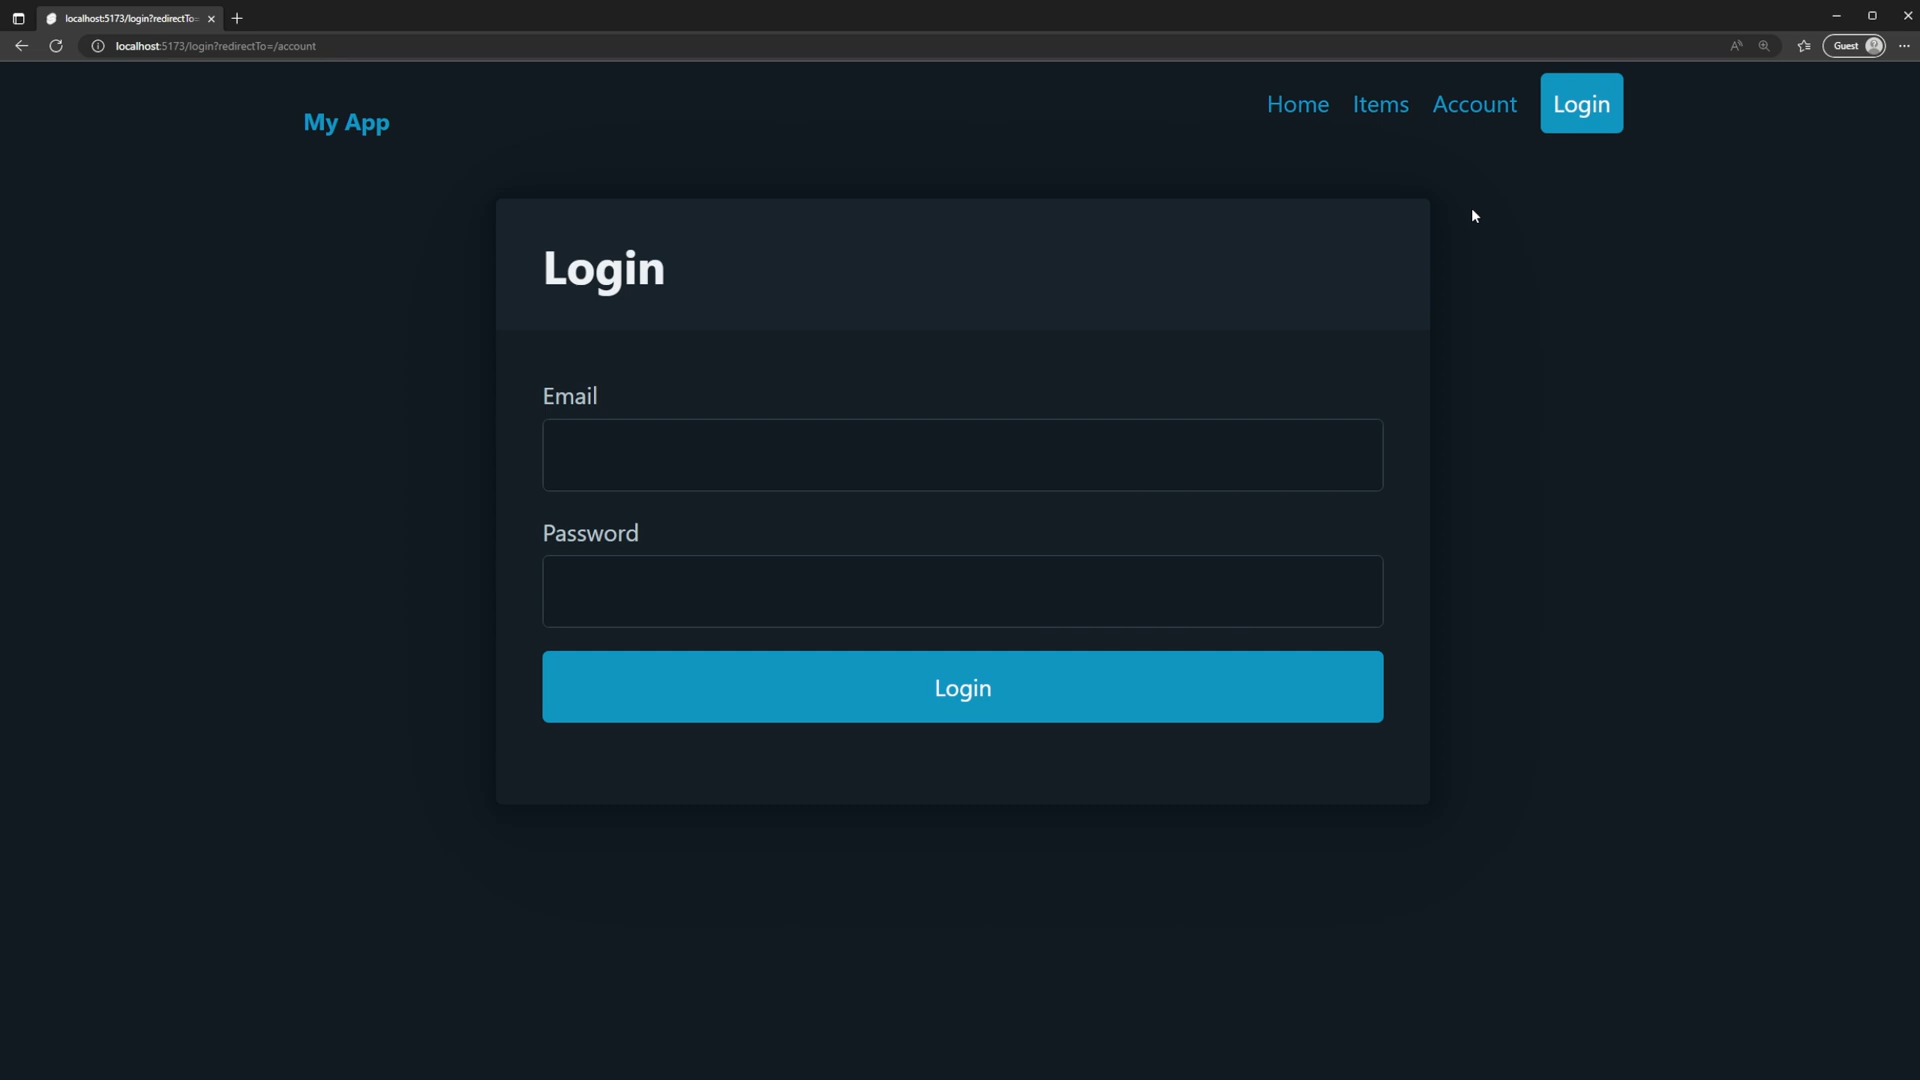 localhost:5173/login?redirectTo=
localhost:5173/login?redirectTo=/account
Guest
My App
Home Items Account Login
Login
Email
Password
Login